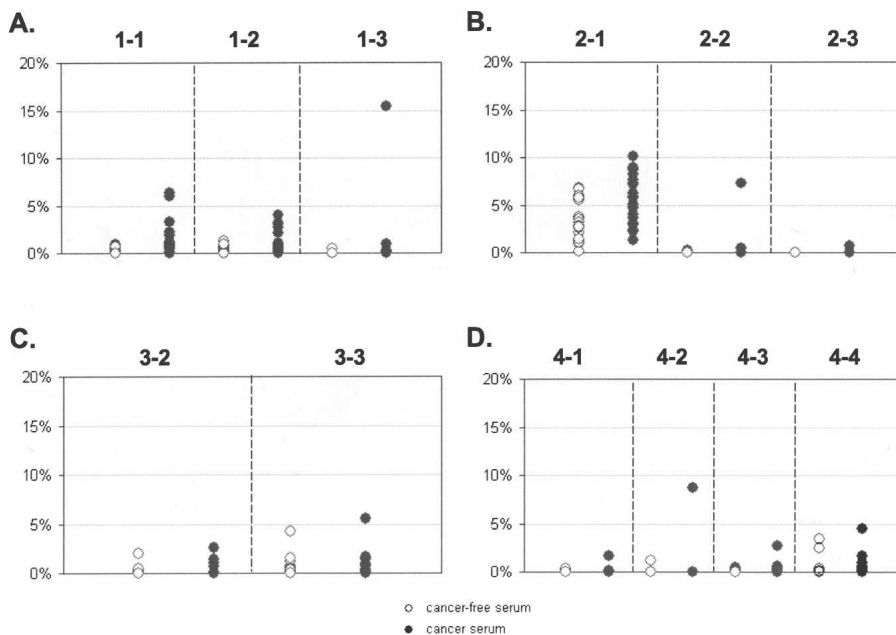 A.
1-1 1-2 1-3
20%
15%
10%
5%
0%
B.
2-1 2-2 2-3
20%
15%
10%
5%
0%
C.
3-2 3-3
20%
15%
10%
5%
0%
D.
4-1 4-2 4-3 4-4
20%
15%
10%
5%
0%
cancer-free serum
cancer serum